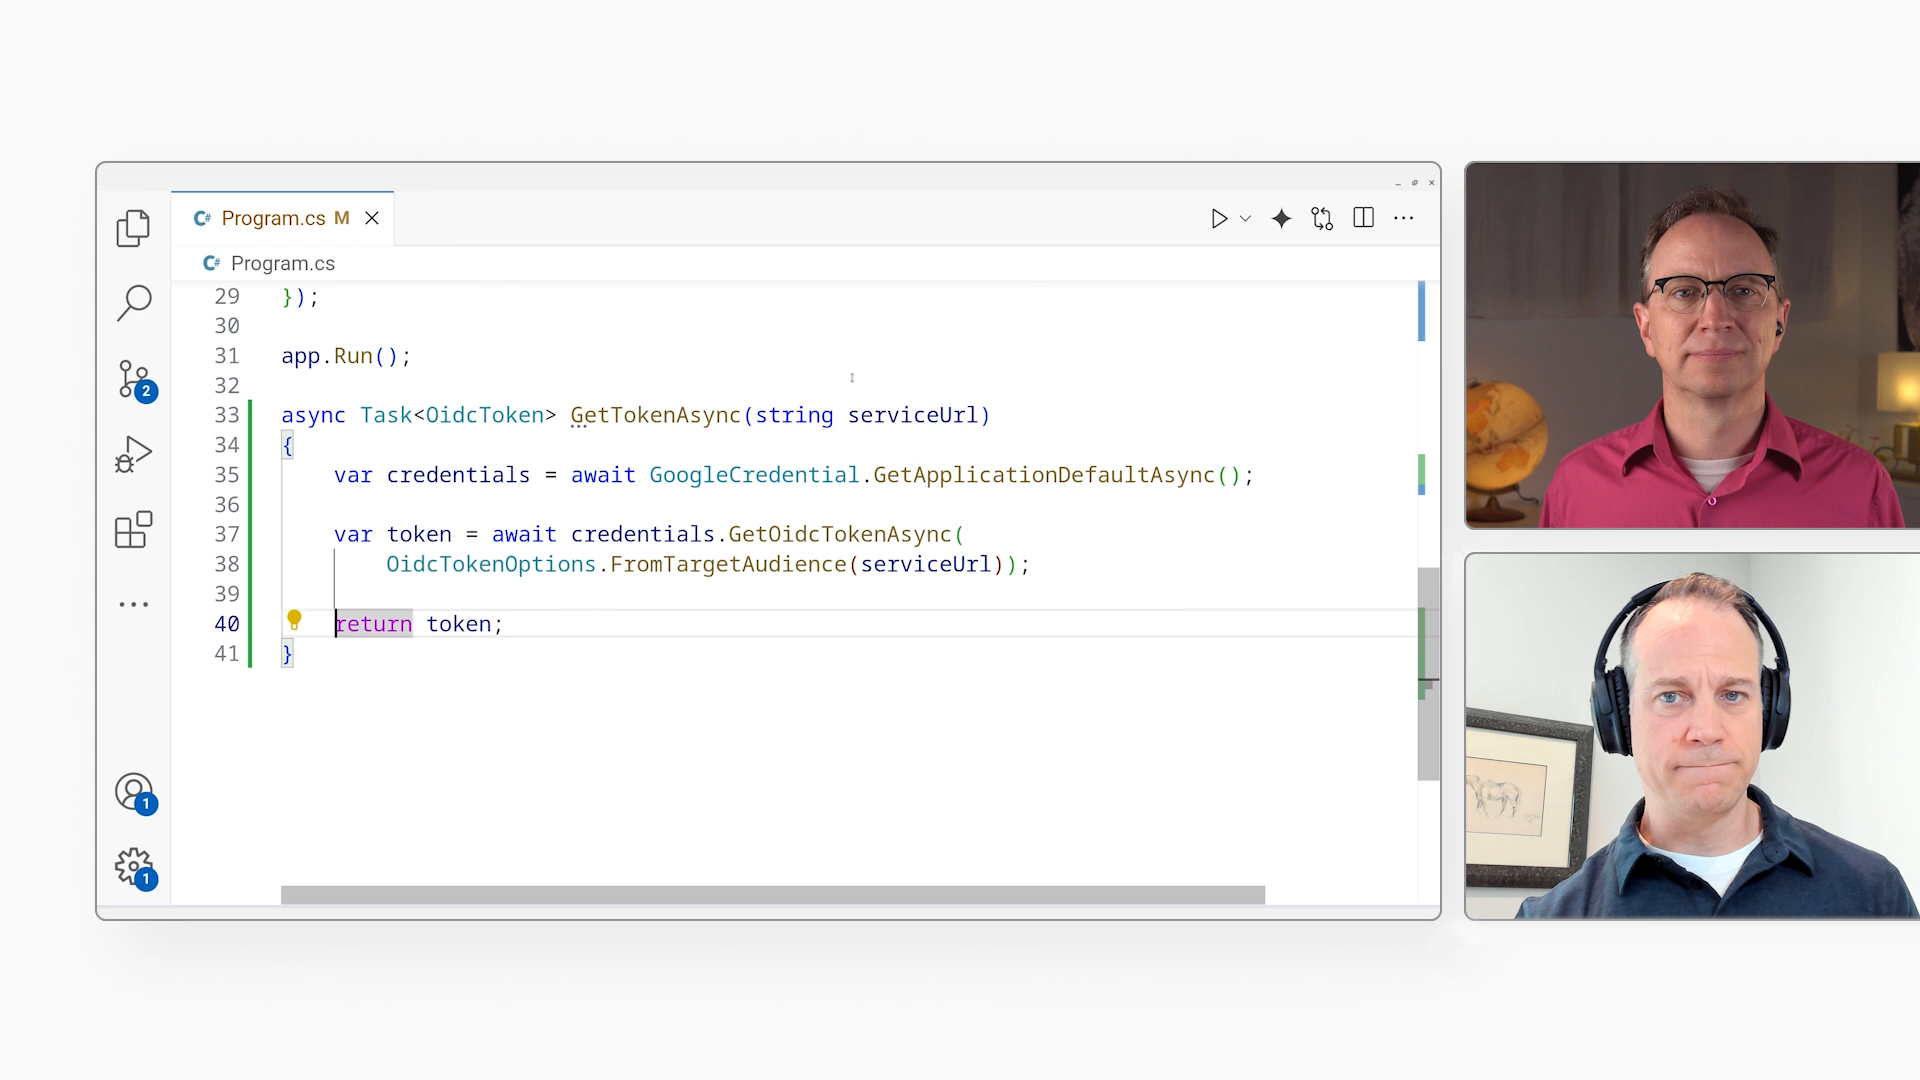 C# Program.cs M
C# Program.cs
29 });
30
31 app.Run();
32
33 async Task<OidcToken> GetTokenAsync(string serviceUrl)
34 {
35 var credentials = await GoogleCredential.GetApplicationDefaultAsync();
36
37 var token = await credentials.GetOidcTokenAsync(
38 OidcTokenOptions.FromTargetAudience(serviceUrl));
39
40 return token;
41 }
2
1
1